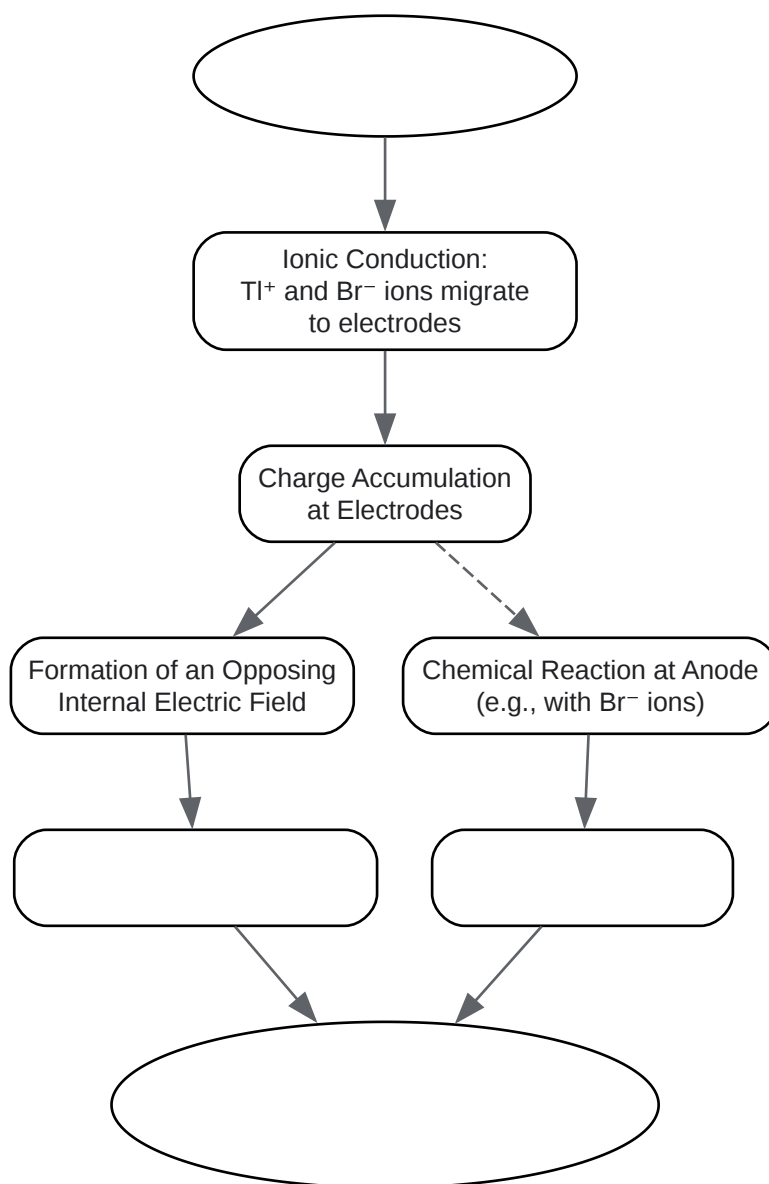 Ionic Conduction:
Tl⁺ and Br⁻ ions migrate
to electrodes
Charge Accumulation
at Electrodes
Formation of an Opposing
Internal Electric Field
Chemical Reaction at Anode
(e.g., with Br⁻ ions)